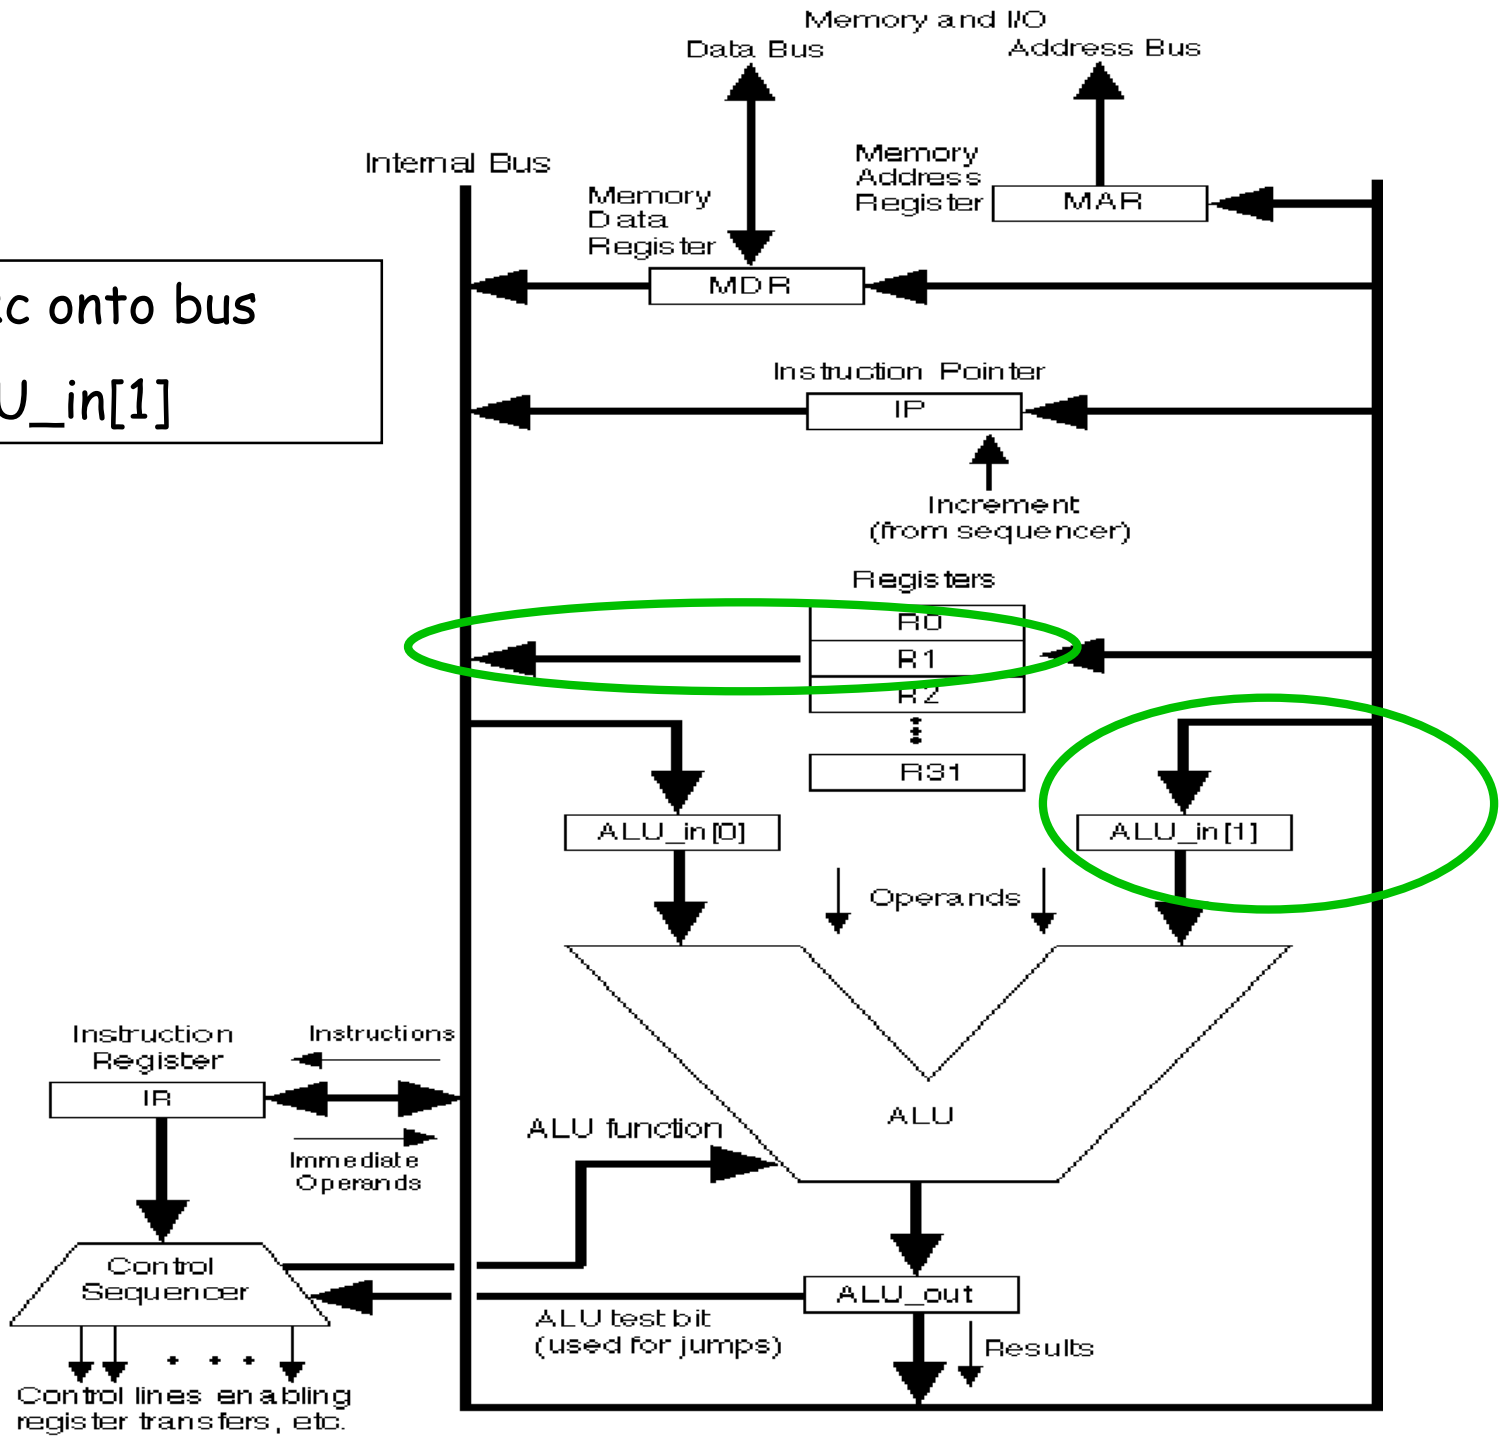 Memory and I/O
Data Bus
Address Bus
Internal Bus
Memory
Address
Register
MAR
Memory
Data
Register
MDR
onto bus
_in[1]
Instruction Pointer
IP
Increment
(from sequencer)
Registers
R0
R1
R2
R31
ALU_in[0]
ALU_in[1]
Operands
Instruction
Register
Instructions
IR
Immediate
Operands
ALU function
ALU
Control
Sequencer
ALU_out
ALU test bit
(used for jumps)
Results
Control lines enabling
register transfers, etc.